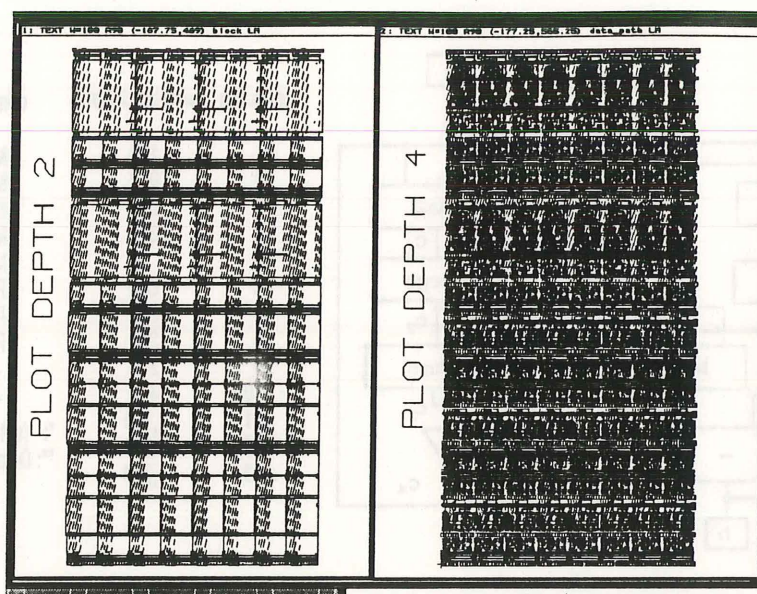 1: TEXT W=100 R90 (-167.75,469) block LM
2: TEXT W=100 R90 (-177.25,565.25) data_path LM
PLOT DEPTH 2
PLOT DEPTH 4